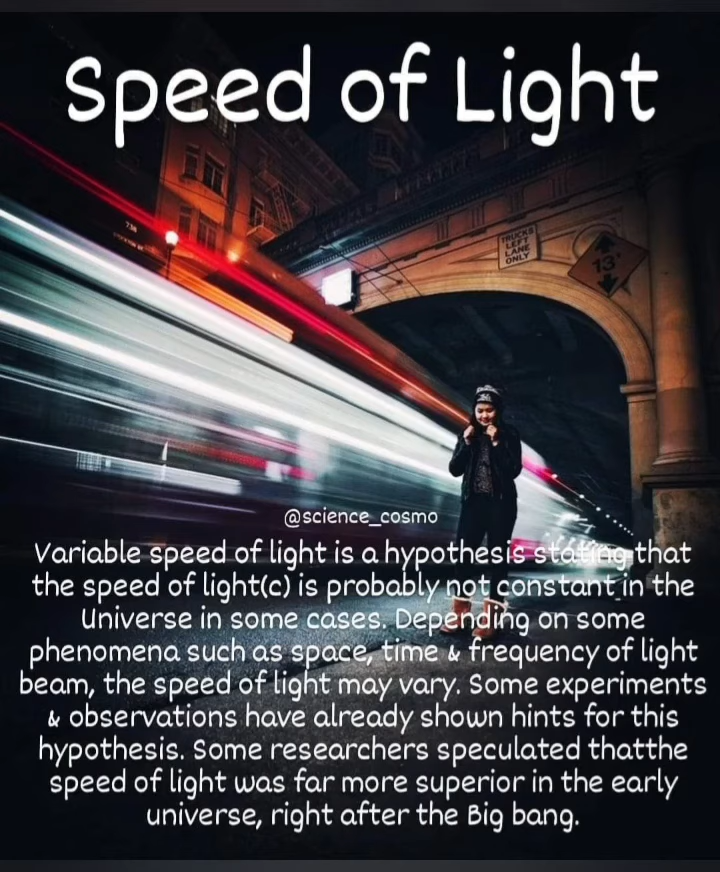 Speed of Light
TRUCKS
LEFT
LANE
ONLY
13'
@science_cosmo
Variable speed of light is a hypothesis stating that
the speed of light(c) is probably not constant in the
Universe in some cases. Depending on some
phenomena such as space, time & frequency of light
beam, the speed of light may vary. Some experiments
& observations have already shown hints for this
hypothesis. Some researchers speculated thatthe
speed of light was far more superior in the early
universe, right after the Big bang.